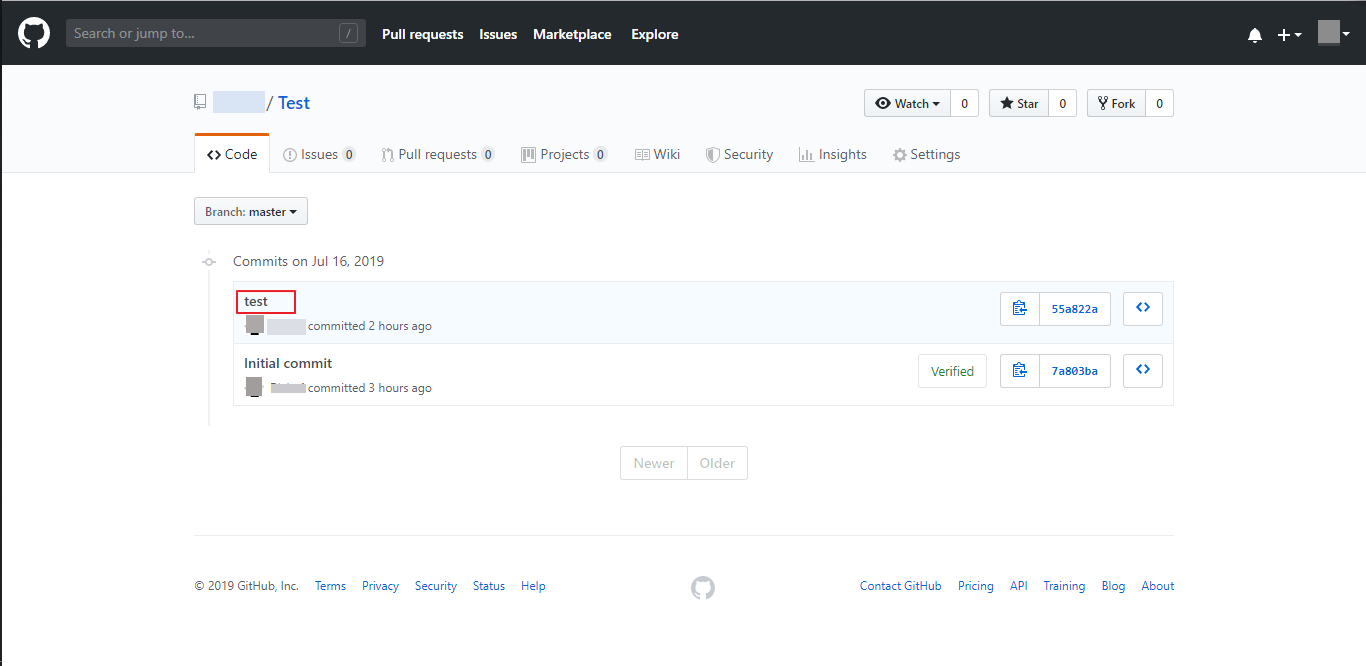 Search or jump to... / Pull requests Issues Marketplace Explore
/ Test Watch 0 Star 0 Fork 0
Code Issues 0 Pull requests 0 Projects 0 Wiki Security Insights Settings
Branch: master
Commits on Jul 16, 2019
test
committed 2 hours ago
55a822a
Initial commit
committed 3 hours ago
Verified 7a803ba
Newer Older
© 2019 GitHub, Inc. Terms Privacy Security Status Help Contact GitHub Pricing API Training Blog About